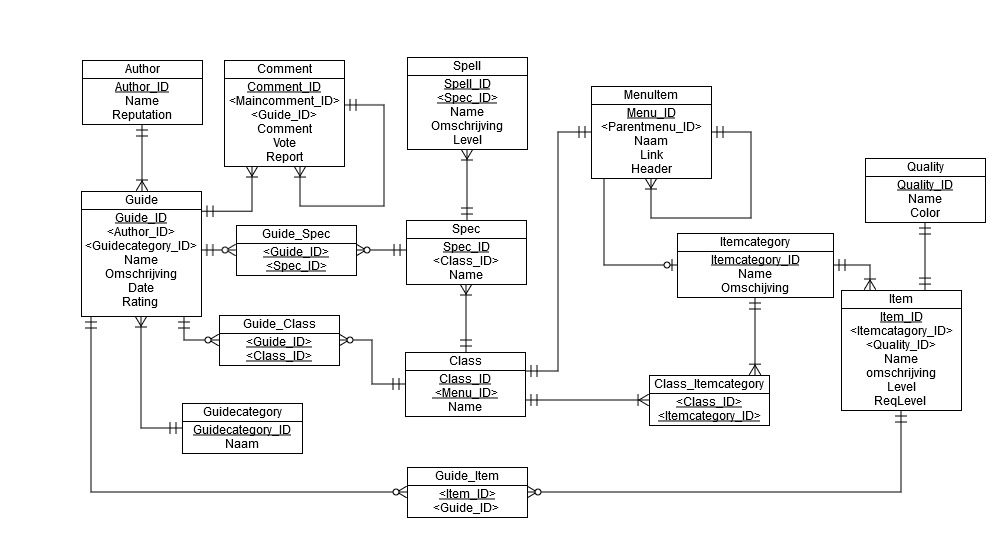 Author
Author_ID
Name
Reputation
Comment
Comment_ID
<Maincomment_ID>
<Guide_ID>
Comment
Vote
Report
Spell
Spell_ID
<Spec_ID>
Name
Omschrijving
Level
MenuItem
Menu_ID
<Parentmenu_ID>
Naam
Link
Header
Quality
Quality_ID
Name
Color
Guide
Guide_ID
<Author_ID>
<Guidecategory_ID>
Name
Omschrijving
Date
Rating
Guide_Spec
<Guide_ID>
<Spec_ID>
Spec
Spec_ID
<Class_ID>
Name
Itemcategory
Itemcategory_ID
Name
Omschijving
Item
Item_ID
<Itemcatagory_ID>
<Quality_ID>
Name
omschrijving
Level
ReqLevel
Guide_Class
<Guide_ID>
<Class_ID>
Class
Class_ID
<Menu_ID>
Name
Class_Itemcategory
<Class_ID>
<Itemcategory_ID>
Guidecategory
Guidecategory_ID
Naam
Guide_Item
<Item_ID>
<Guide_ID>